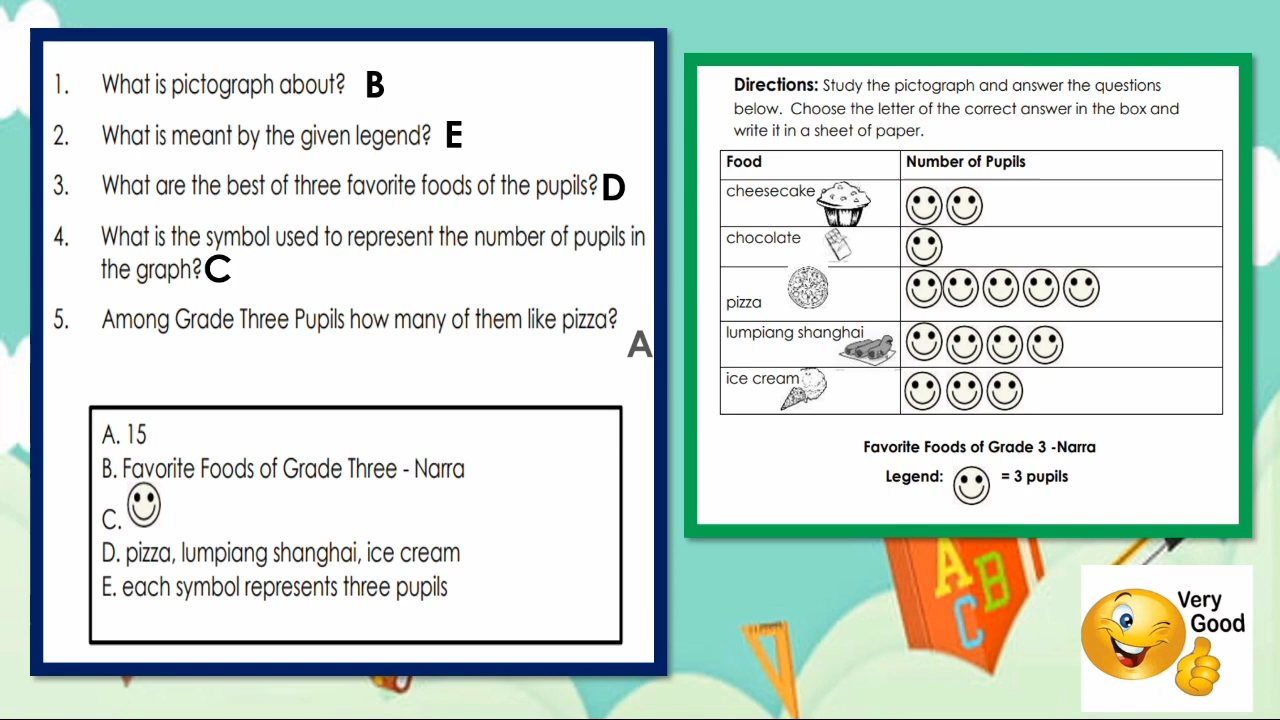 1. What is pictograph about? B
2. What is meant by the given legend? E
3. What are the best of three favorite foods of the pupils? D
4. What is the symbol used to represent the number of pupils in
the graph? C
5. Among Grade Three Pupils how many of them like pizza?
A
A. 15
B. Favorite Foods of Grade Three - Narra
C.
D. pizza, lumpiang shanghai, ice cream
E. each symbol represents three pupils
Directions: Study the pictograph and answer the questions
below. Choose the letter of the correct answer in the box and
write it in a sheet of paper.
Food Number of Pupils
cheesecake
chocolate
pizza
lumpiang shanghai
ice cream
Favorite Foods of Grade 3 -Narra
Legend: = 3 pupils
A
B
C
Very
Good